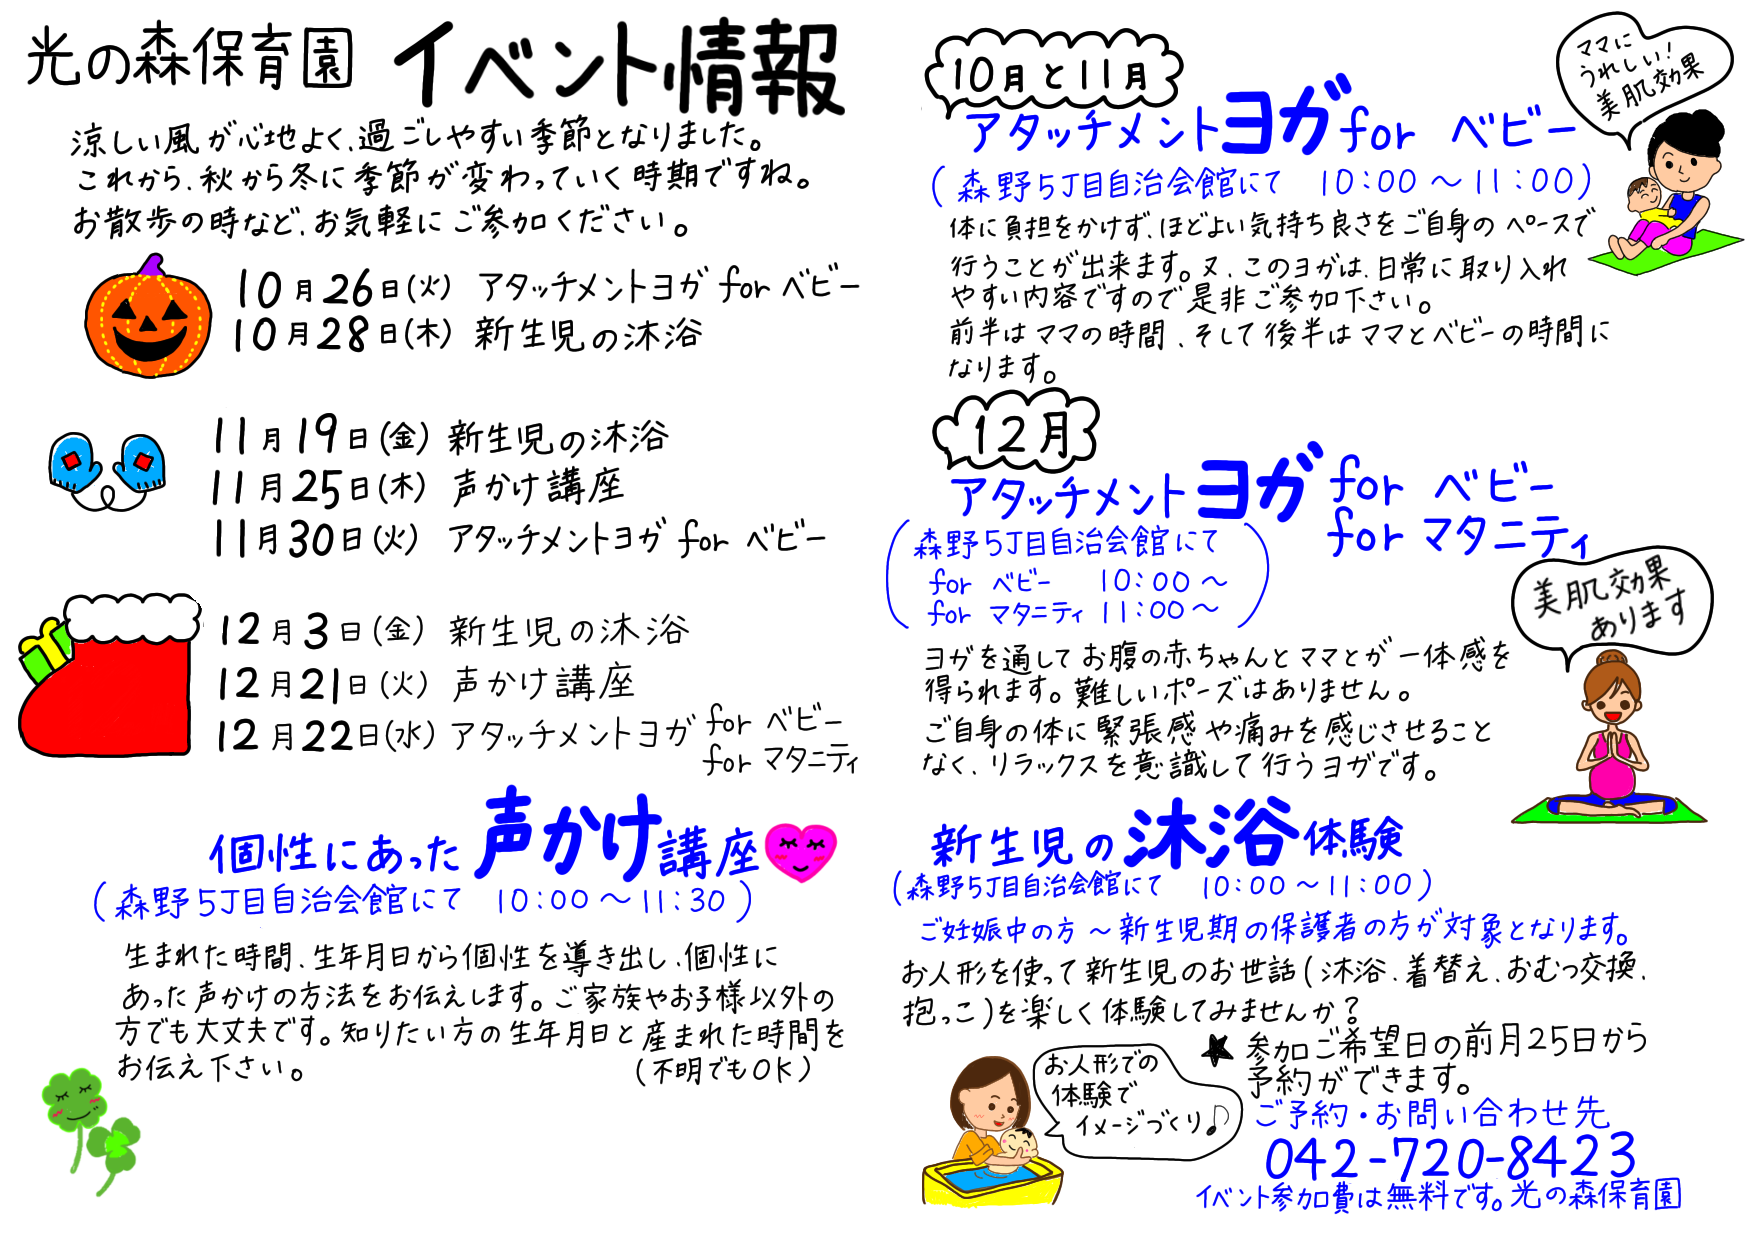 光の森保育園 イベント情報
涼しい風が心地よく、過ごしやすい季節となりました。
これから、秋から冬に季節が変わっていく時期ですね。
お散歩の時など、お気軽にご参加ください。
10月26日(火) アタッチメントヨガ for ベビー
10月28日(木) 新生児の沐浴
11月19日(金) 新生児の沐浴
11月25日(木) 声かけ講座
11月30日(火) アタッチメントヨガ for ベビー
12月3日(金) 新生児の沐浴
12月21日(火) 声かけ講座
12月22日(水) アタッチメントヨガ for ベビー
for マタニティ
個性にあった声かけ講座
(森野5丁目自治会館にて 10:00～11:30)
生まれた時間、生年月日から個性を導き出し、個性に
あった声かけの方法をお伝えします。ご家族やお子様以外の
方でも大丈夫です。知りたい方の生年月日と産まれた時間を
お伝え下さい。 (不明でもOK)
10月と11月
アタッチメントヨガ for ベビー
ママに
うれしい!
美肌効果
(森野5丁目自治会館にて 10:00～11:00)
体に負担をかけず、ほどよい気持ち良さをご自身のペースで
行うことが出来ます。又、このヨガは、日常に取り入れ
やすい内容ですので是非ご参加下さい。
前半はママの時間、そして後半はママとベビーの時間に
なります。
12月
アタッチメントヨガ for ベビー
for マタニティ
(森野5丁目自治会館にて
for ベビー 10:00～
for マタニティ 11:00～)
美肌効果
あります
ヨガを通してお腹の赤ちゃんとママとが一体感を
得られます。難しいポーズはありません。
ご自身の体に緊張感や痛みを感じさせること
なく、リラックスを意識して行うヨガです。
新生児の沐浴体験
(森野5丁目自治会館にて 10:00～11:00)
ご妊娠中の方～新生児期の保護者の方が対象となります。
お人形を使って新生児のお世話(沐浴、着替え、おむつ交換、
抱っこ)を楽しく体験してみませんか?
お人形での
体験で
イメージづくり♪
★参加ご希望日の前月25日から
予約ができます。
ご予約・お問い合わせ先
042-720-8423
イベント参加費は無料です。光の森保育園